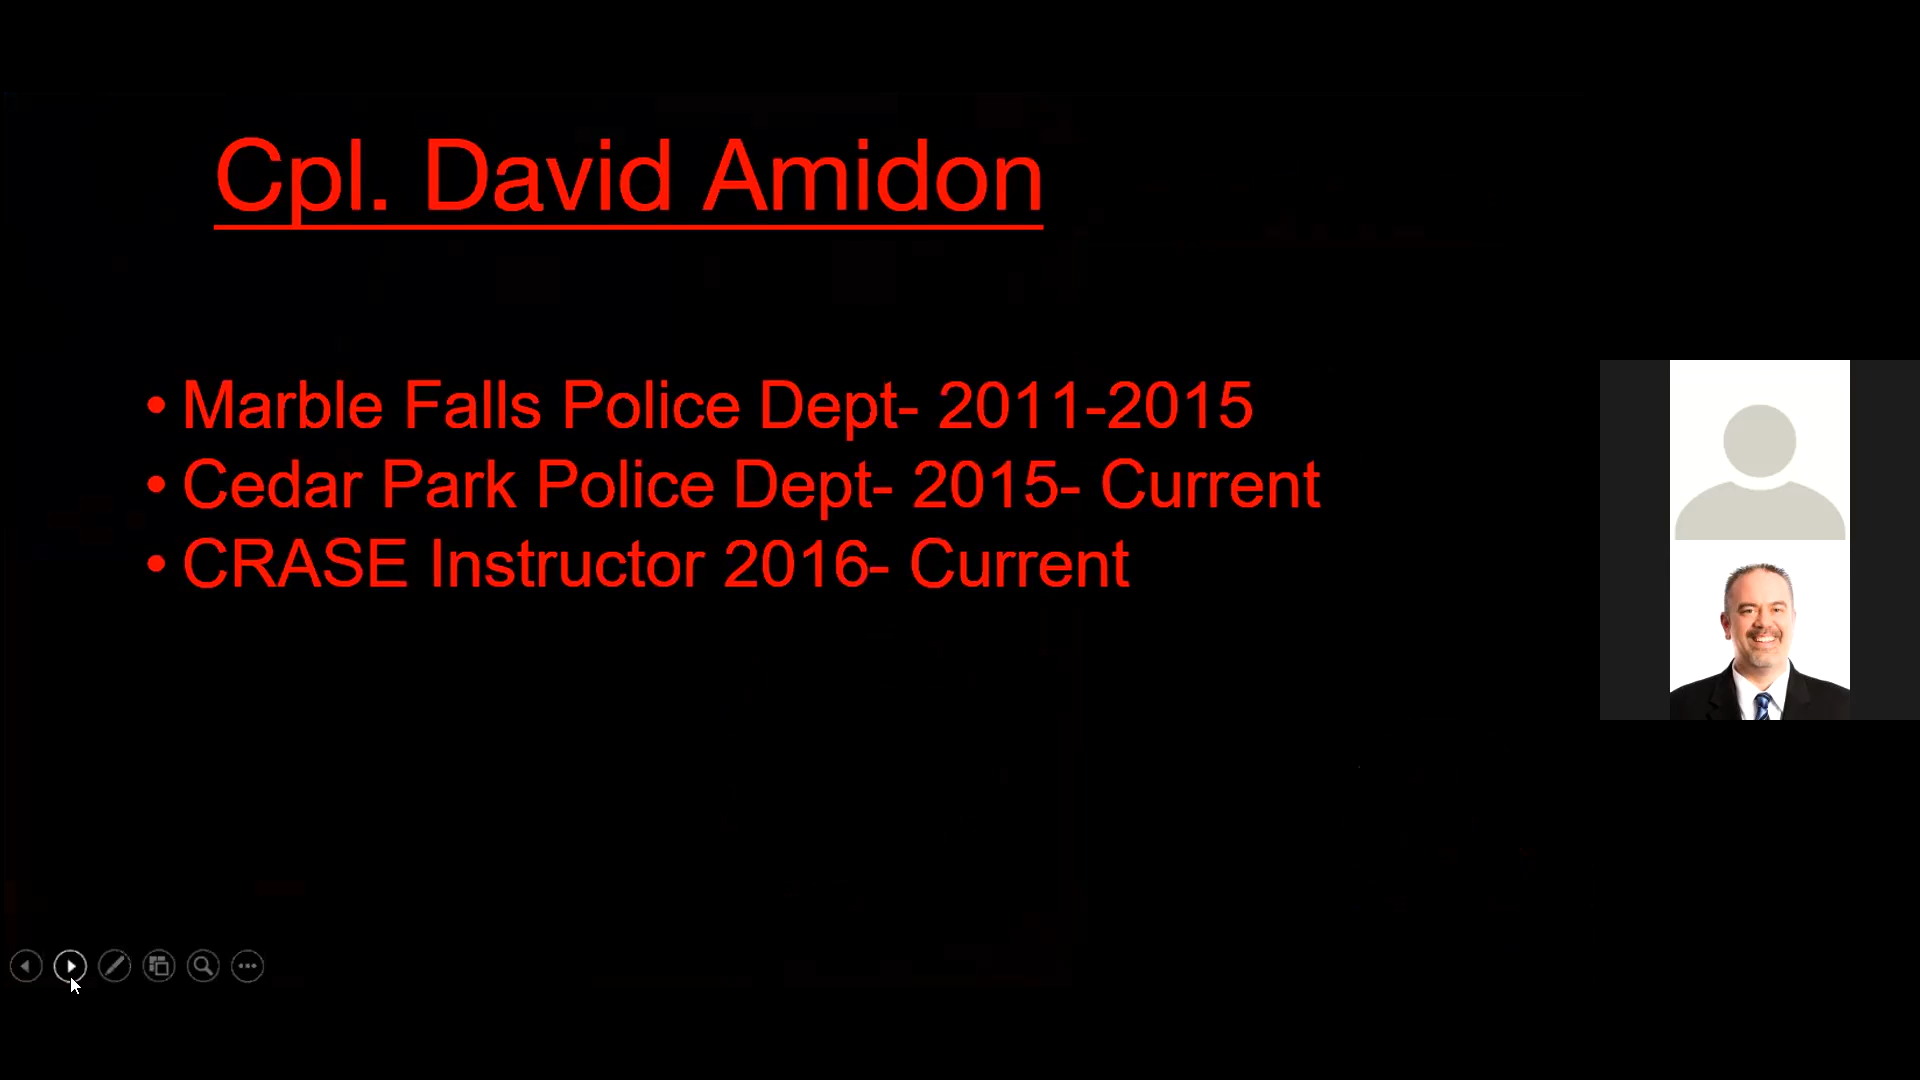 Cpl. David Amidon
• Marble Falls Police Dept- 2011-2015
• Cedar Park Police Dept- 2015- Current
• CRASE Instructor 2016- Current